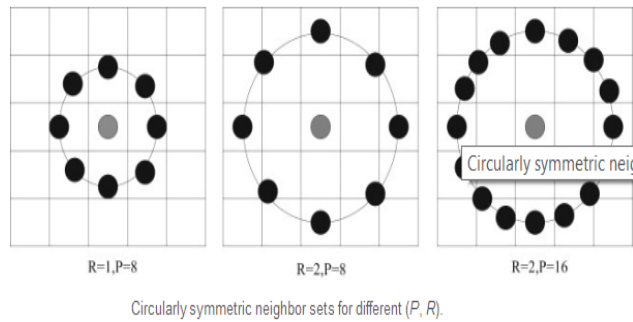 Circularly symmetric neig
R=1,P=8
R=2,P=8
R=2,P=16
Circularly symmetric neighbor sets for different (P, R).